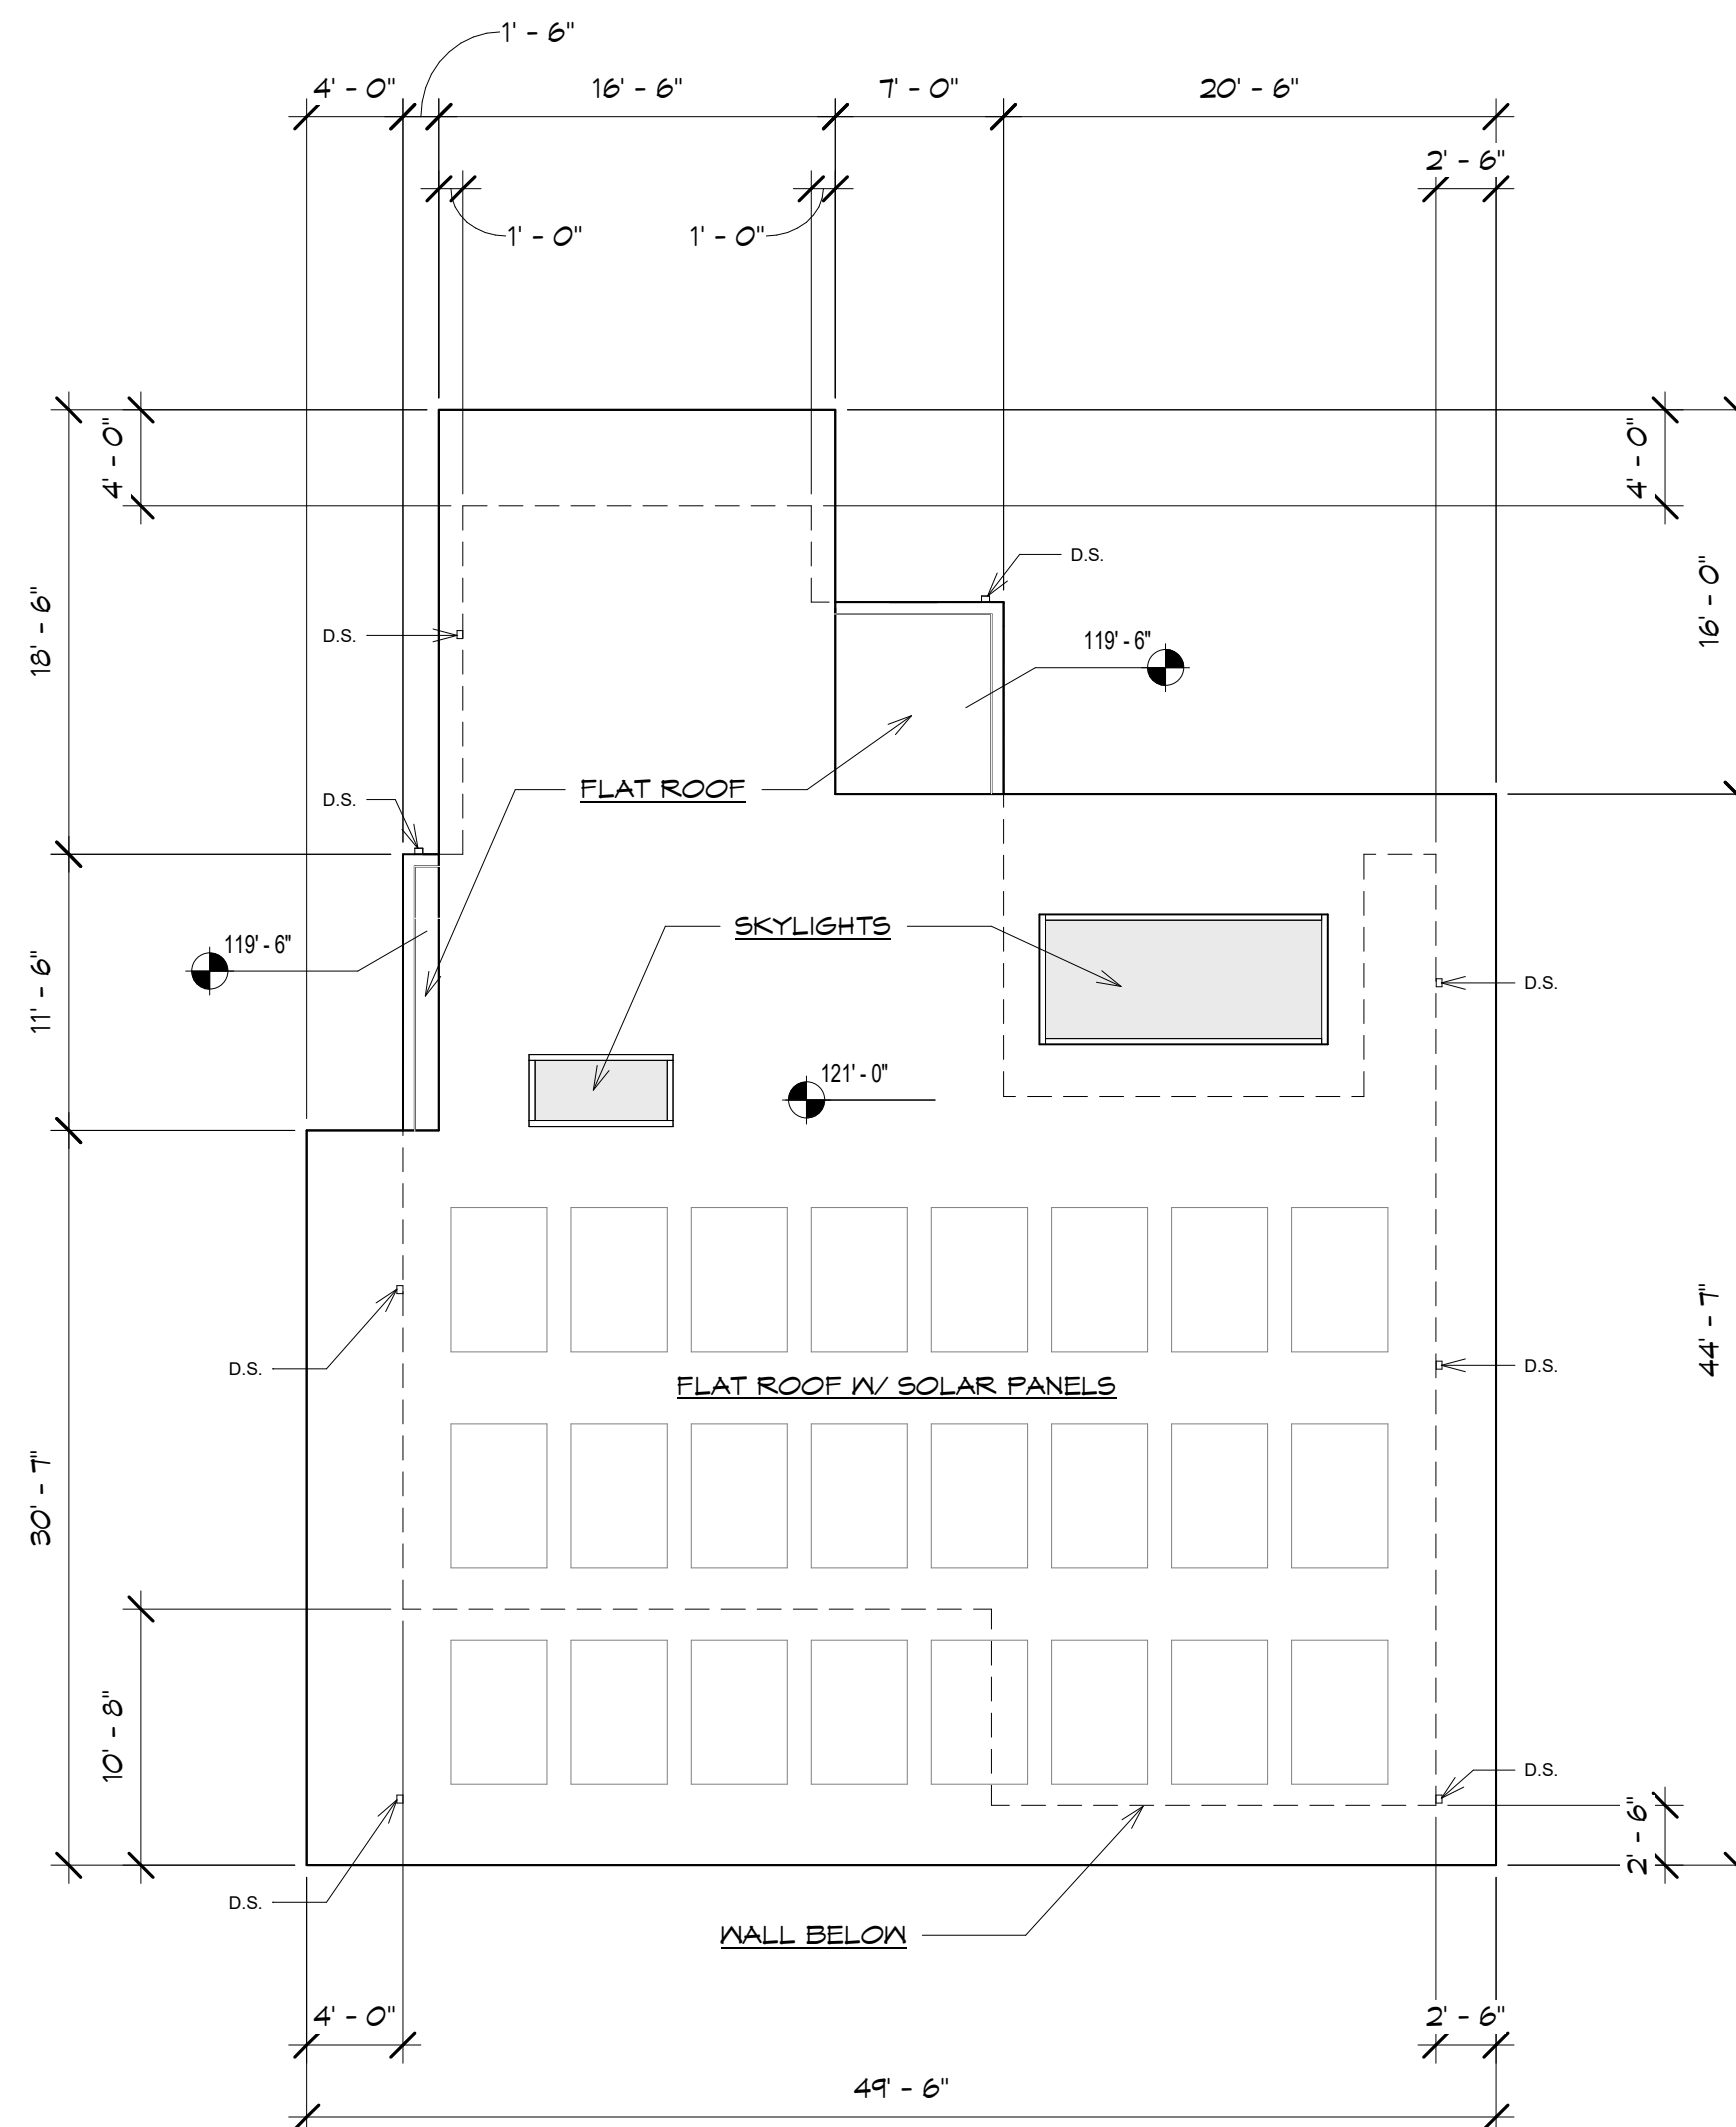 1' - 6"
4' - 0"
16' - 6"
7' - 0"
20' - 6"
2' - 6"
1' - 0"
1' - 0"
4' - 0"
4' - 0"
18' - 6"
16' - 0"
D.S.
D.S.
119' - 6"
FLAT ROOF
D.S.
SKYLIGHTS
119' - 6"
11' - 6"
D.S.
121' - 0"
D.S.
D.S.
44' - 7"
FLAT ROOF W/ SOLAR PANELS
30' - 7"
10' - 8"
D.S.
2' - 6"
D.S.
WALL BELOW
4' - 0"
2' - 6"
49' - 6"